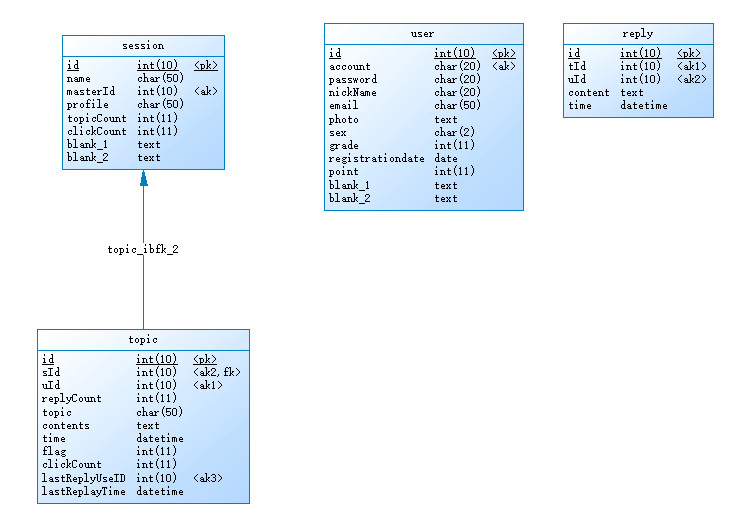 session
id int(10) <pk>
name char(50)
masterId int(10) <ak>
profile char(50)
topicCount int(11)
clickCount int(11)
blank_1 text
blank_2 text
user
id int(10) <pk>
account char(20) <ak>
password char(20)
nickName char(20)
email char(50)
photo text
sex char(2)
grade int(11)
registrationdate date
point int(11)
blank_1 text
blank_2 text
reply
id int(10) <pk>
tId int(10) <ak1>
uId int(10) <ak2>
content text
time datetime
topic_ibfk_2
topic
id int(10) <pk>
sId int(10) <ak2,fk>
uId int(10) <ak1>
replyCount int(11)
topic char(50)
contents text
time datetime
flag int(11)
clickCount int(11)
lastReplyUseID int(10) <ak3>
lastReplayTime datetime